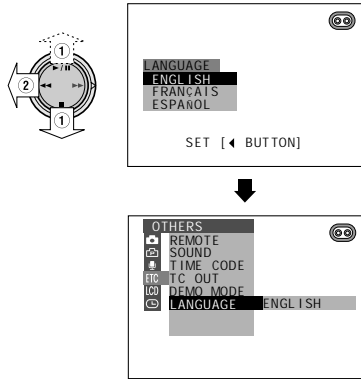 1
▶/❙❙
2
◀◀ ▶▶
■
1
LANGUAGE
ENGLISH
FRANÇAIS
ESPAÑOL
SET [◀ BUTTON]
OTHERS
REMOTE
SOUND
TIME CODE
ETC TC OUT
LCD DEMO MODE
LANGUAGE ENGLISH